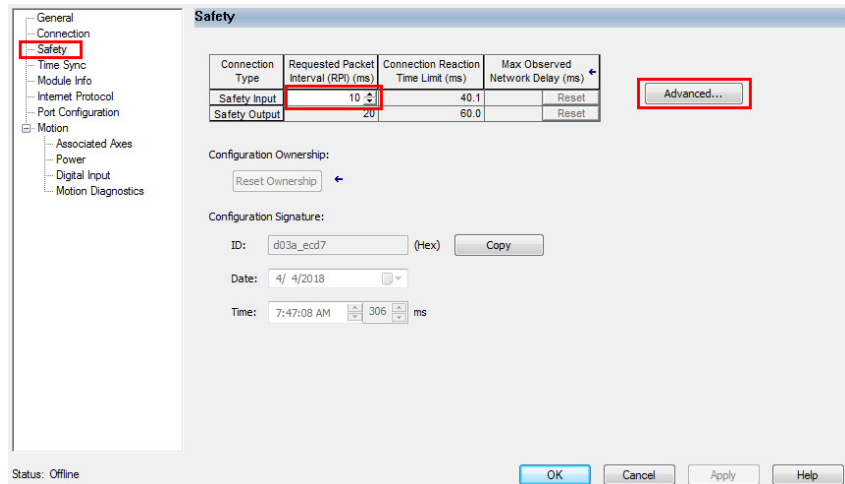 General
Connection
Safety
Time Sync
Module Info
Internet Protocol
Port Configuration
Motion
Associated Axes
Power
Digital Input
Motion Diagnostics
Safety
Connection Type Requested Packet Interval (RPI) (ms) Connection Reaction Time Limit (ms) Max Observed Network Delay (ms)
Safety Input 10 40.1 Reset
Safety Output 20 60.0 Reset
Advanced...
Configuration Ownership:
Reset Ownership
Configuration Signature:
ID: d03a_ecd7 (Hex) Copy
Date: 4/ 4/2018
Time: 7:47:08 AM 306 ms
Status: Offline OK Cancel Apply Help